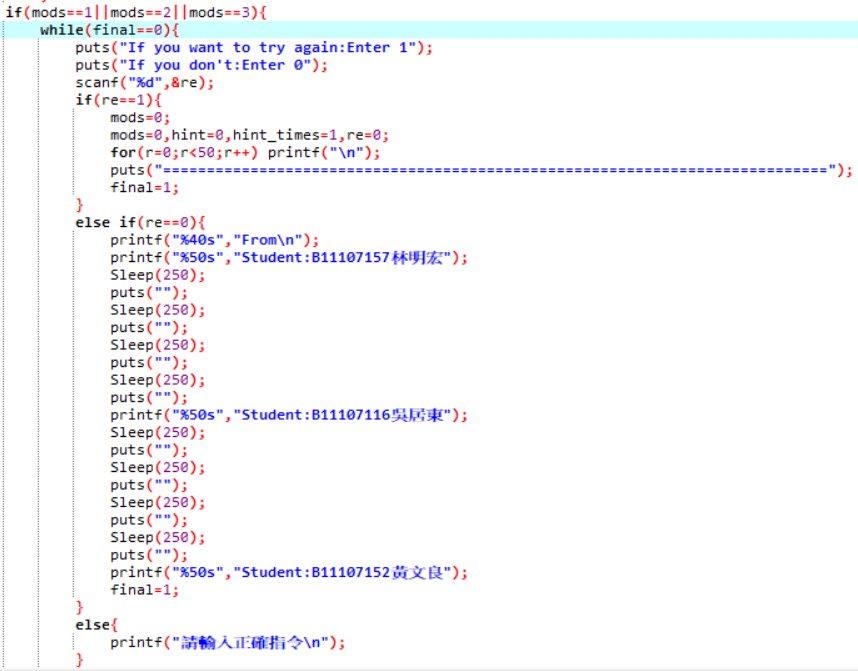 if(mods==1||mods==2||mods==3){
while(final==0){
puts("If you want to try again:Enter 1");
puts("If you don't:Enter 0");
scanf("%d",&re);
if(re==1){
mods=0;
mods=0,hint=0,hint_times=1,re=0;
for(r=0;r<50;r++) printf("\n");
puts("============================================================================");
final=1;
}
else if(re==0){
printf("%40s","From\n");
printf("%50s","Student:B11107157林明宏");
Sleep(250);
puts("");
Sleep(250);
puts("");
Sleep(250);
puts("");
Sleep(250);
puts("");
printf("%50s","Student:B11107116吳居東");
Sleep(250);
puts("");
Sleep(250);
puts("");
Sleep(250);
puts("");
Sleep(250);
puts("");
printf("%50s","Student:B11107152黃文良");
final=1;
}
else{
printf("請輸入正確指令\n");
}